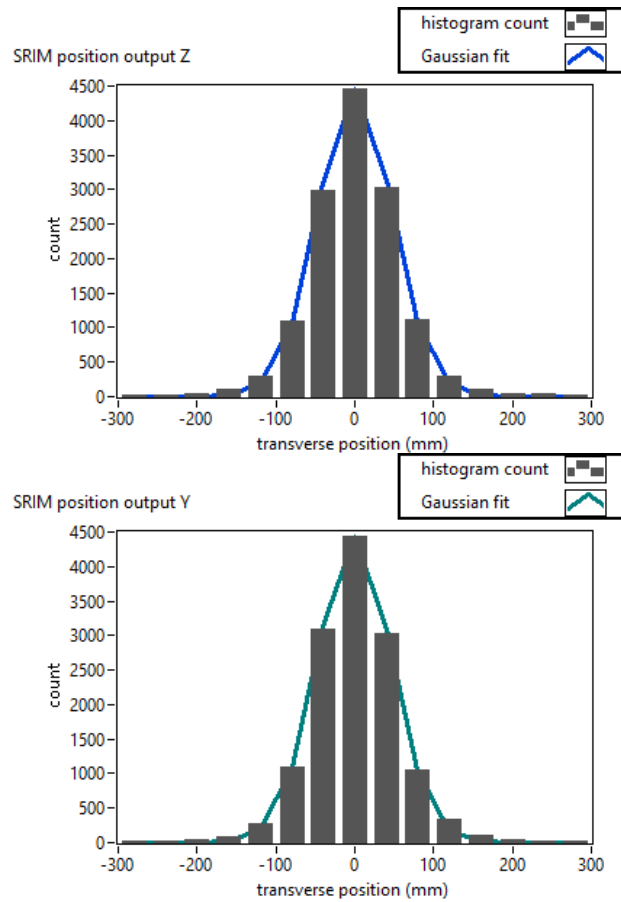 histogram count
Gaussian fit
SRIM position output Z
4500
4000
3500
3000
2500
2000
1500
1000
500
0
count
-300 -200 -100 0 100 200 300
transverse position (mm)
histogram count
Gaussian fit
SRIM position output Y
4500
4000
3500
3000
2500
2000
1500
1000
500
0
count
-300 -200 -100 0 100 200 300
transverse position (mm)